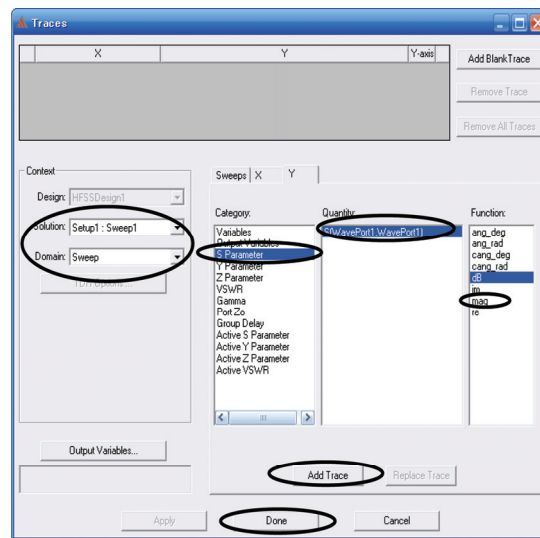 Traces
X Y Y-axis
Add BlankTrace
Remove Trace
Remove All Traces
Context
Design: HFSSDesign1
Solution: Setup1 : Sweep1
Domain: Sweep
TDR Options ...
Output Variables...
Sweeps X Y
Category:
Variables
Output Variables
S Parameter
Y Parameter
Z Parameter
VSWR
Gamma
Port Zo
Group Delay
Active S Parameter
Active Y Parameter
Active Z Parameter
Active VSWR
Quantity:
S(WavePort1,WavePort1)
Function:
ang_deg
ang_rad
cang_deg
cang_rad
dB
im
mag
re
Add Trace Replace Trace
Apply Done Cancel